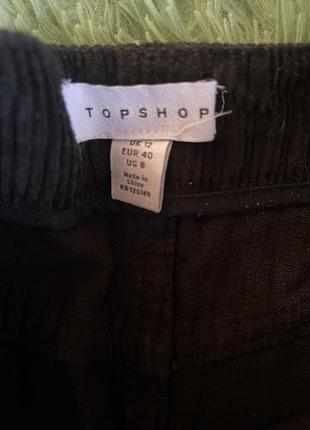 TOPSHOP
UK 12
EUR 40
US 8
Made in
China